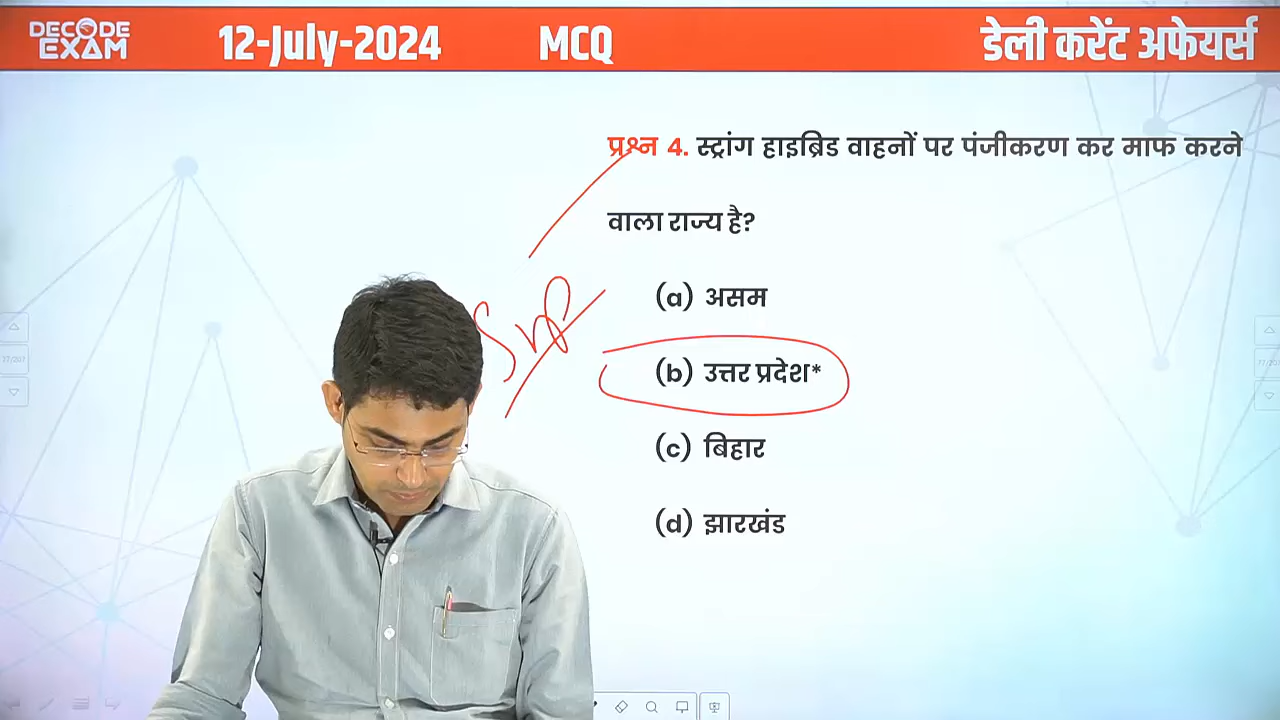 DECODE EXAM
12-July-2024 MCQ डेली करेंट अफेयर्स
प्रश्न 4. स्ट्रांग हाइब्रिड वाहनों पर पंजीकरण कर माफ करने
वाला राज्य है?
(a) असम
(b) उत्तर प्रदेश*
(c) बिहार
(d) झारखंड